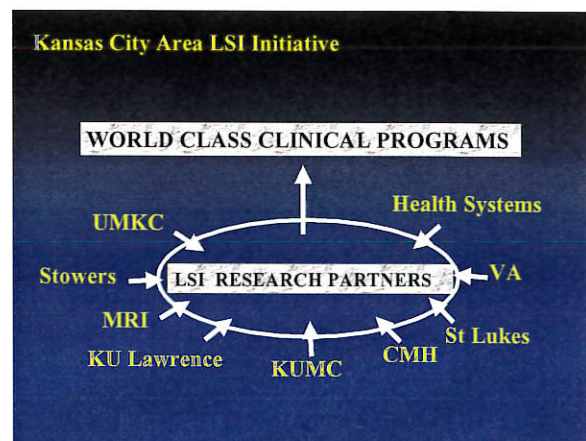 Kansas City Area LSI Initiative
WORLD CLASS CLINICAL PROGRAMS
Health Systems
UMKC
Stowers
LSI RESEARCH PARTNERS
VA
MRI
St Lukes
KU Lawrence
CMH
KUMC